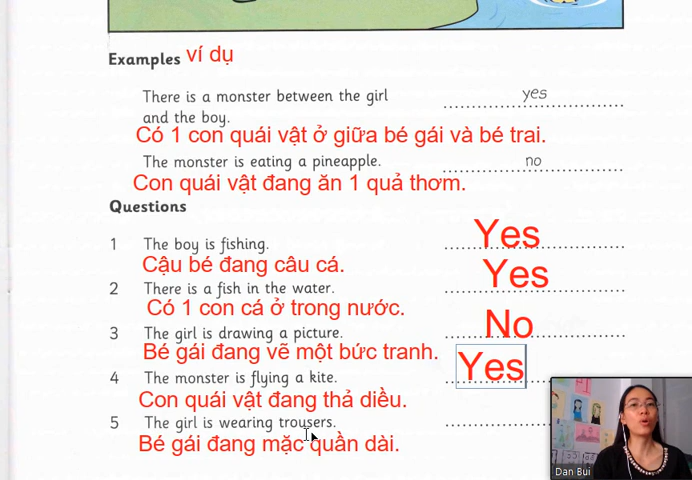 Examples ví dụ
There is a monster between the girl yes
and the boy.
Có 1 con quái vật ở giữa bé gái và bé trai.
The monster is eating a pineapple. no
Con quái vật đang ăn 1 quả thơm.
Questions
1 The boy is fishing. Yes
Cậu bé đang câu cá.
2 There is a fish in the water. Yes
Có 1 con cá ở trong nước.
3 The girl is drawing a picture. No
Bé gái đang vẽ một bức tranh.
4 The monster is flying a kite. Yes
Con quái vật đang thả diều.
5 The girl is wearing trousers.
Bé gái đang mặc quần dài.
Dan Bui